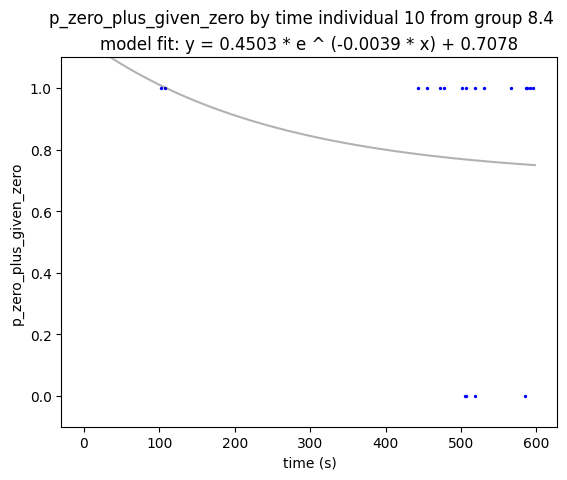 p_zero_plus_given_zero by time individual 10 from group 8.4
model fit: y = 0.4503 * e ^ (-0.0039 * x) + 0.7078
1.0
0.8
0.6
0.4
0.2
0.0
p_zero_plus_given_zero
0 100 200 300 400 500 600
time (s)